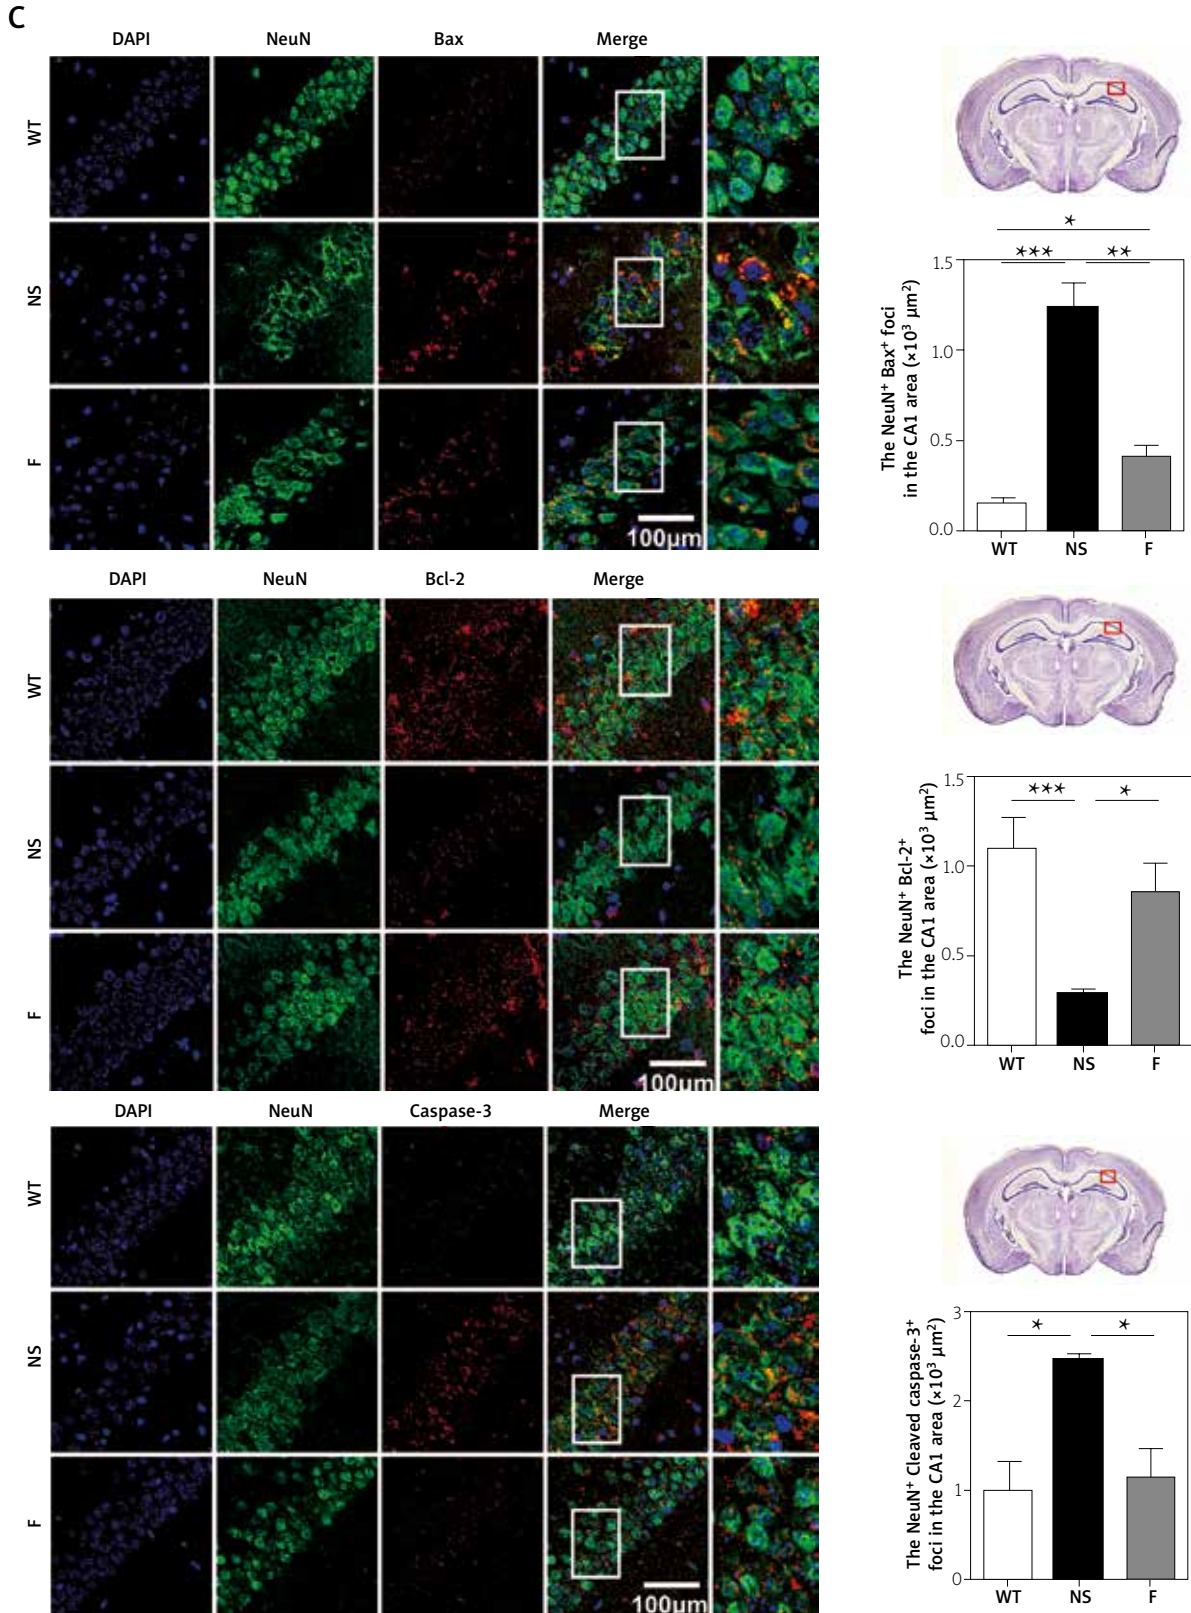 C
DAPI NeuN Bax Merge
WT
NS
F
100µm
*
*** **
The NeuN⁺ Bax⁺ foci
in the CA1 area (×10³ µm²)
1.5
1.0
0.5
0.0
WT NS F
DAPI NeuN Bcl-2 Merge
WT
NS
F
100µm
*** *
The NeuN⁺ Bcl-2⁺
foci in the CA1 area (×10³ µm²)
1.5
1.0
0.5
0.0
WT NS F
DAPI NeuN Caspase-3 Merge
WT
NS
F
100µm
* *
The NeuN⁺ Cleaved caspase-3⁺
foci in the CA1 area (×10³ µm²)
3
2
1
0
WT NS F